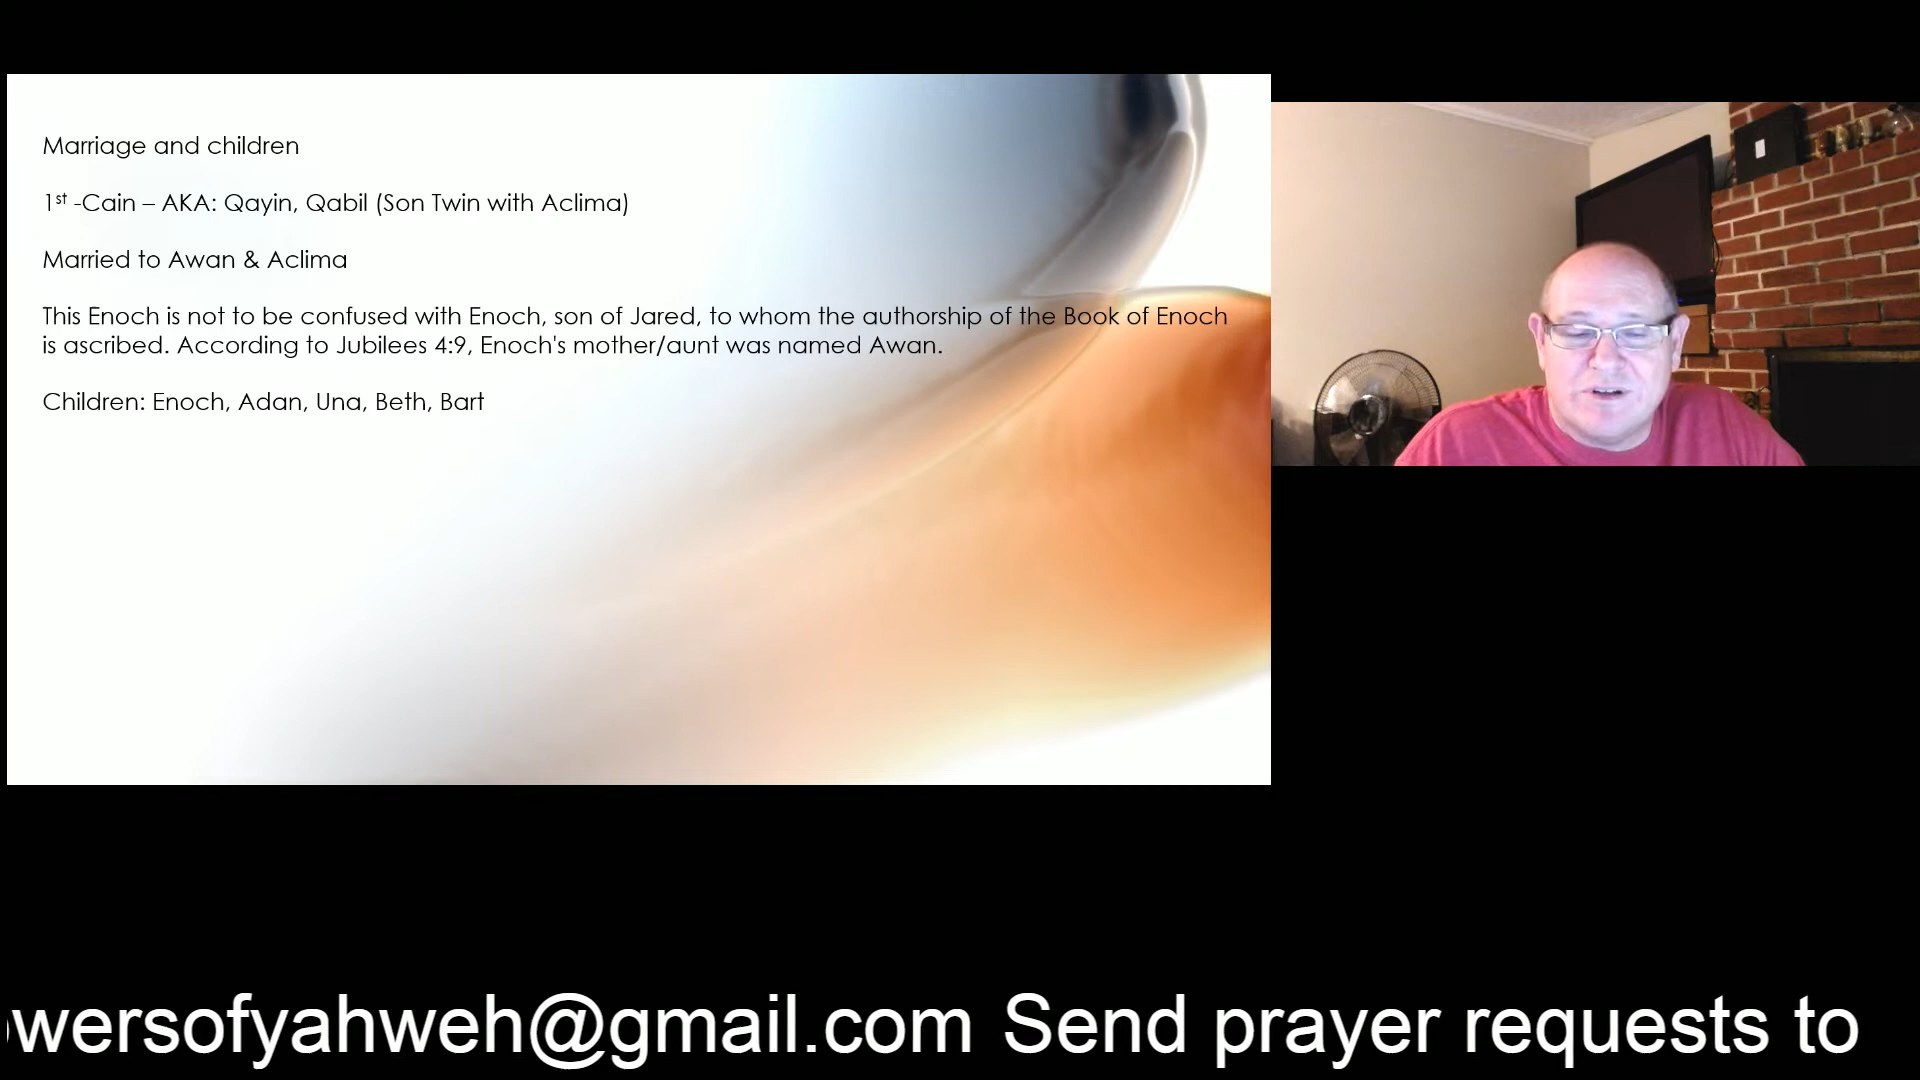 Marriage and children
1st -Cain – AKA: Qayin, Qabil (Son Twin with Aclima)
Married to Awan & Aclima
This Enoch is not to be confused with Enoch, son of Jared, to whom the authorship of the Book of Enoch
is ascribed. According to Jubilees 4:9, Enoch's mother/aunt was named Awan.
Children: Enoch, Adan, Una, Beth, Bart
owersofyahweh@gmail.com Send prayer requests to